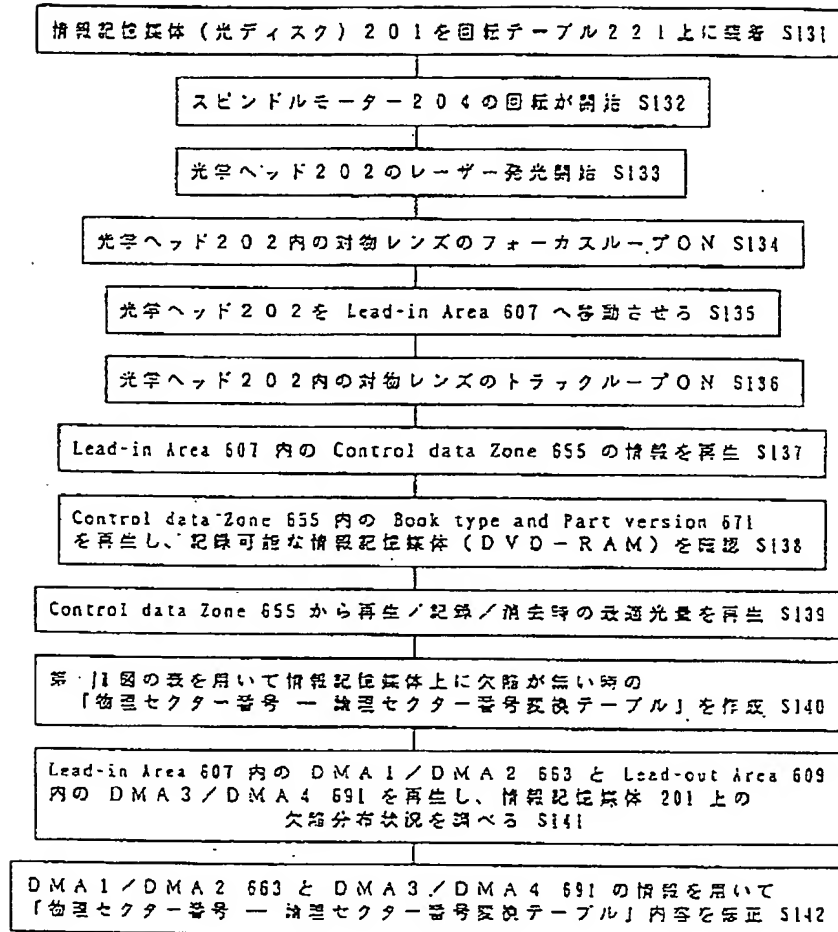 情報記憶媒体（光ディスク）２０１を回転テーブル２２１上に装着 S131
スピンドルモーター２０４の回転が開始 S132
光学ヘッド２０２のレーザー発光開始 S133
光学ヘッド２０２内の対物レンズのフォーカスループON S134
光学ヘッド２０２を Lead-in Area 607 へ移動させる S135
光学ヘッド２０２内の対物レンズのトラックループON S136
Lead-in Area 607 内の Control data Zone 655 の情報を再生 S137
Control data Zone 655 内の Book type and Part version 671
を再生し、記録可能な情報記憶媒体（DVD－RAM）を確認 S138
Control data Zone 655 から再生／記録／消去時の最適光量を再生 S139
第11図の表を用いて情報記憶媒体上に欠陥が無い時の
「物理セクター番号 ― 論理セクター番号変換テーブル」を作成 S140
Lead-in Area 607 内の DMA1／DMA2 663 と Lead-out Area 609
内の DMA3／DMA4 691 を再生し、情報記憶媒体 201 上の
欠陥分布状況を調べる S141
DMA1／DMA2 663 と DMA3／DMA4 691 の情報を用いて
「物理セクター番号 ― 論理セクター番号変換テーブル」内容を修正 S142